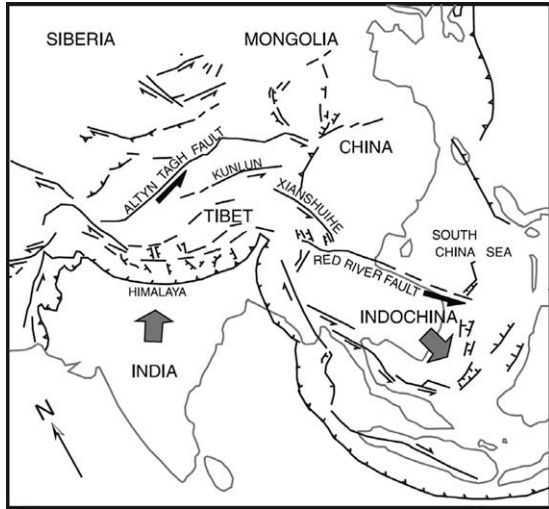 SIBERIA
MONGOLIA
CHINA
ALTYN TAGH FAULT
KUNLUN
XIANSHUIHE
TIBET
SOUTH
CHINA SEA
RED RIVER FAULT
HIMALAYA
INDOCHINA
INDIA
N